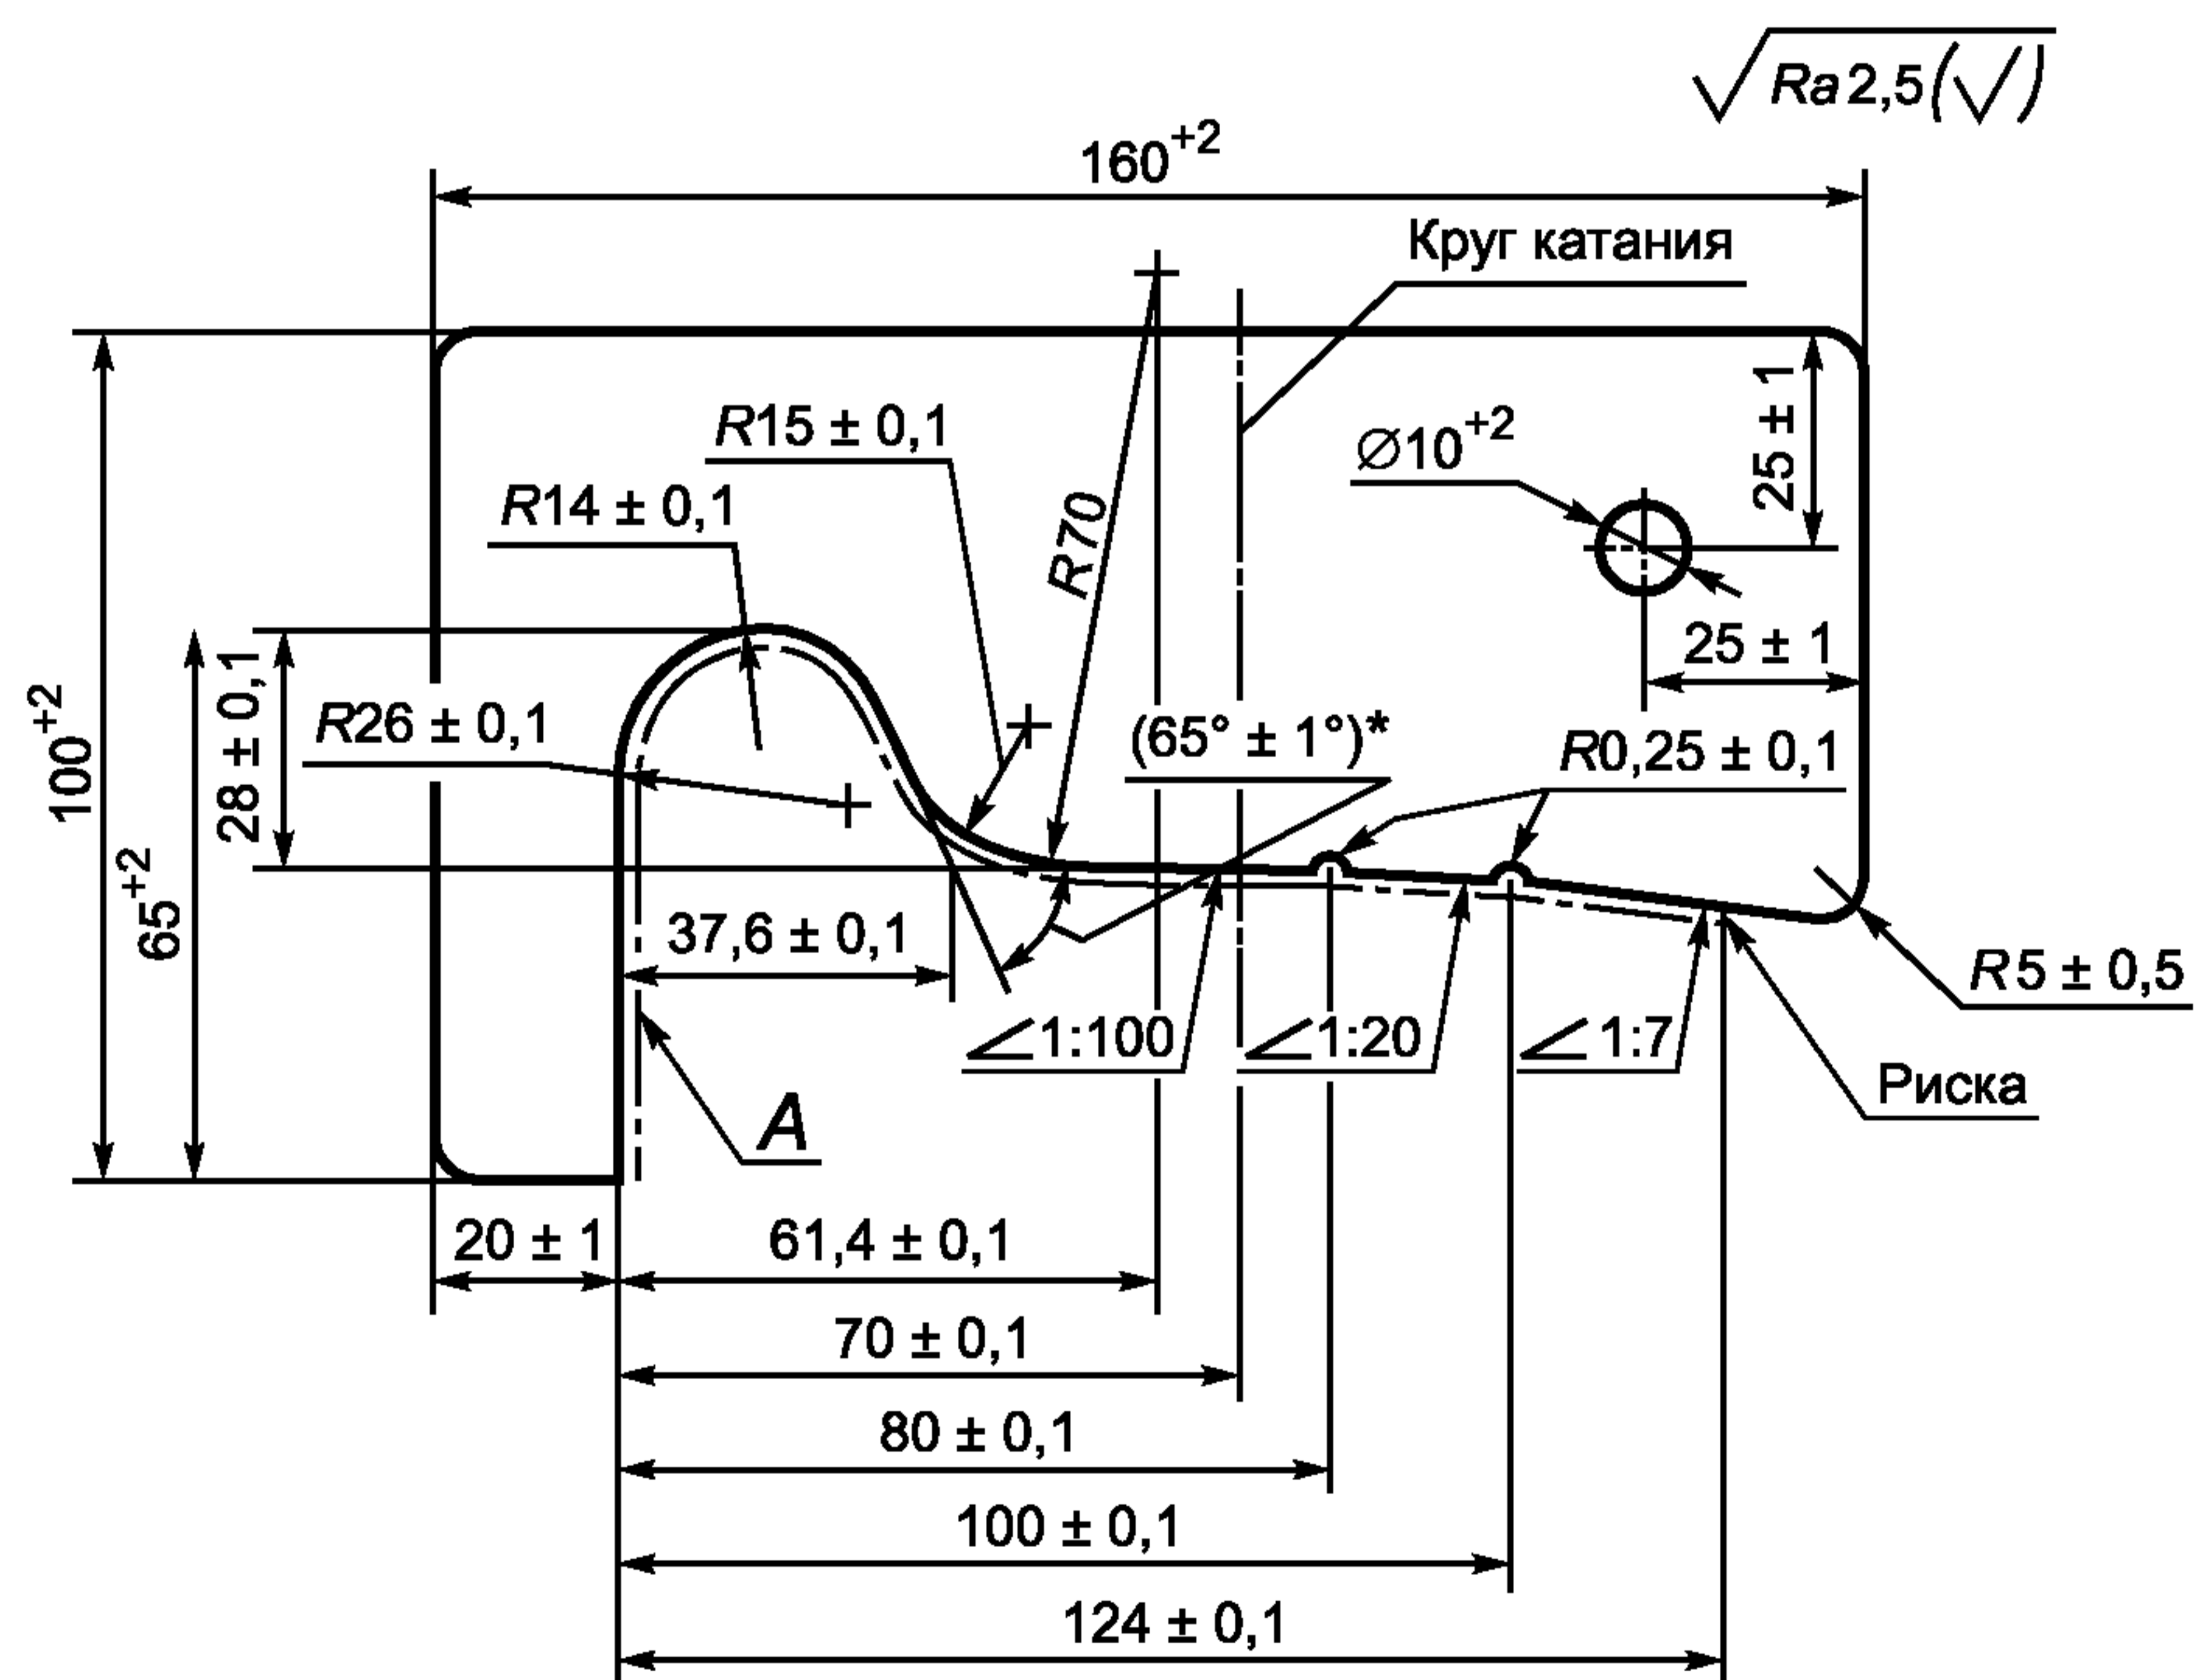 √Ra 2,5(√)
160⁺²
Круг катания
R15 ± 0,1
Ø10⁺²
25 ± 1
R14 ± 0,1
R70
25 ± 1
100⁺²
65⁺²
28 ± 0,1
R26 ± 0,1
(65° ± 1°)*
R0,25 ± 0,1
37,6 ± 0,1
R5 ± 0,5
∠1:100
∠1:20
∠1:7
Риска
A
20 ± 1
61,4 ± 0,1
70 ± 0,1
80 ± 0,1
100 ± 0,1
124 ± 0,1